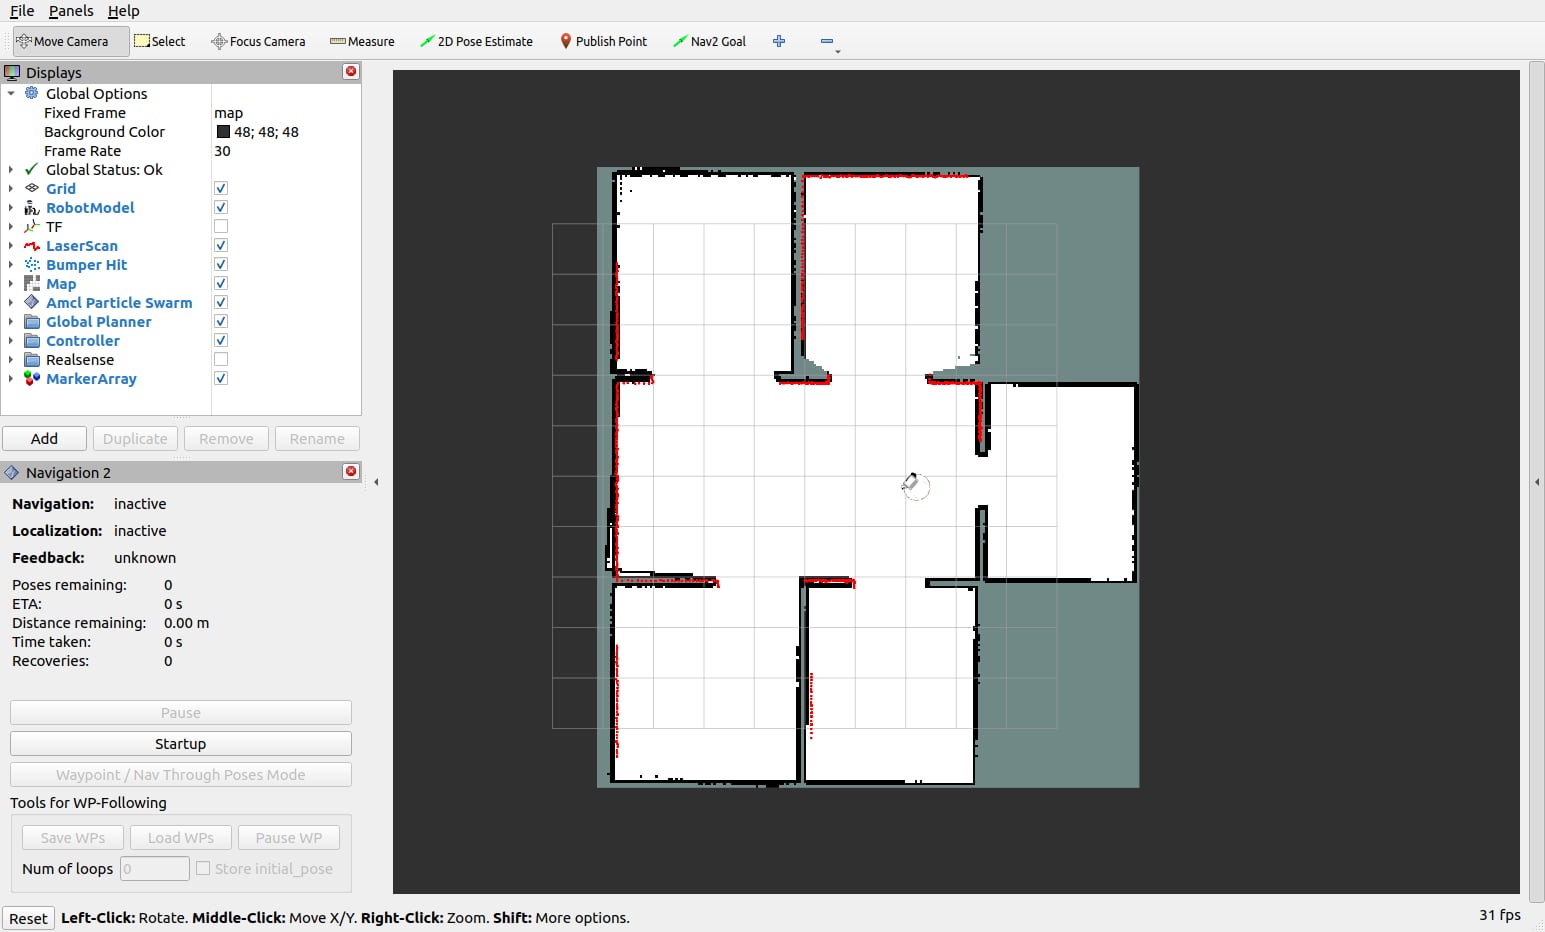 File Panels Help
Move Camera Select Focus Camera Measure 2D Pose Estimate Publish Point Nav2 Goal
Displays
Global Options
Fixed Frame map
Background Color 48; 48; 48
Frame Rate 30
Global Status: Ok
Grid
RobotModel
TF
LaserScan
Bumper Hit
Map
Amcl Particle Swarm
Global Planner
Controller
Realsense
MarkerArray
Add Duplicate Remove Rename
Navigation 2
Navigation: inactive
Localization: inactive
Feedback: unknown
Poses remaining: 0
ETA: 0 s
Distance remaining: 0.00 m
Time taken: 0 s
Recoveries: 0
Pause
Startup
Waypoint / Nav Through Poses Mode
Tools for WP-Following
Save WPs Load WPs Pause WP
Num of loops 0 Store initial_pose
Reset Left-Click: Rotate. Middle-Click: Move X/Y. Right-Click: Zoom. Shift: More options. 31 fps